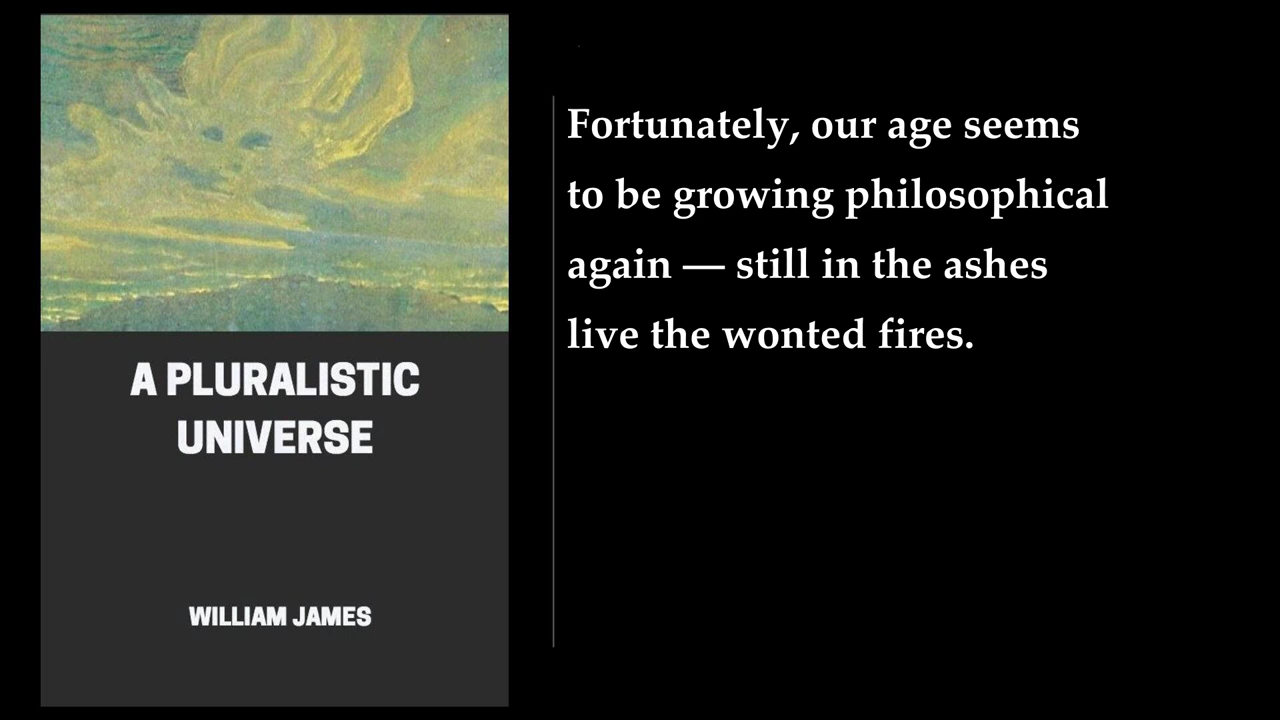 A PLURALISTIC
UNIVERSE
WILLIAM JAMES
Fortunately, our age seems
to be growing philosophical
again — still in the ashes
live the wonted fires.